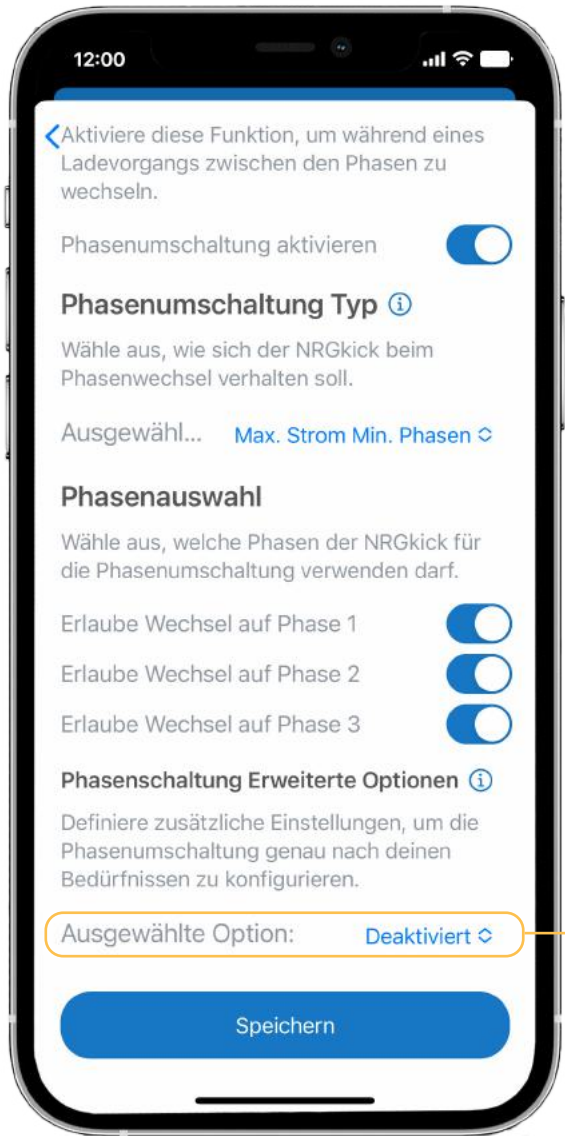 12:00
Aktiviere diese Funktion, um während eines
Ladevorgangs zwischen den Phasen zu
wechseln.
Phasenumschaltung aktivieren
Phasenumschaltung Typ
Wähle aus, wie sich der NRGkick beim
Phasenwechsel verhalten soll.
Ausgewähl... Max. Strom Min. Phasen
Phasenauswahl
Wähle aus, welche Phasen der NRGkick für
die Phasenumschaltung verwenden darf.
Erlaube Wechsel auf Phase 1
Erlaube Wechsel auf Phase 2
Erlaube Wechsel auf Phase 3
Phasenschaltung Erweiterte Optionen
Definiere zusätzliche Einstellungen, um die
Phasenumschaltung genau nach deinen
Bedürfnissen zu konfigurieren.
Ausgewählte Option: Deaktiviert
Speichern